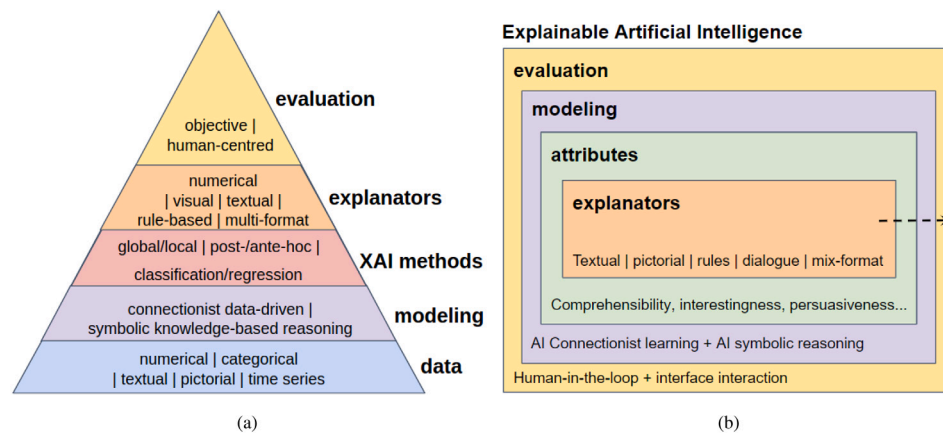 evaluation
objective |
human-centred
explanators
numerical
| visual | textual |
rule-based | multi-format
XAI methods
global/local | post-/ante-hoc |
classification/regression
modeling
connectionist data-driven |
symbolic knowledge-based reasoning
data
numerical | categorical
| textual | pictorial | time series
(a)
Explainable Artificial Intelligence
evaluation
modeling
attributes
explanators
Textual | pictorial | rules | dialogue | mix-format
Comprehensibility, interestingness, persuasiveness...
AI Connectionist learning + AI symbolic reasoning
Human-in-the-loop + interface interaction
(b)